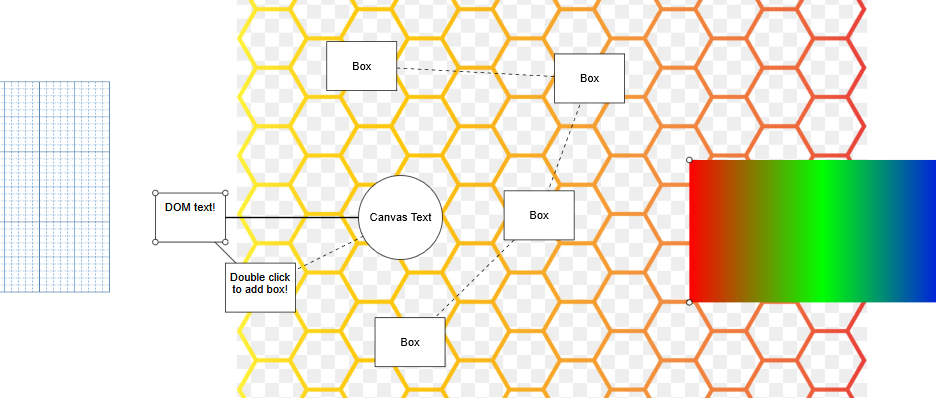 Box
Box
DOM text!
Canvas Text
Box
Double click
to add box!
Box